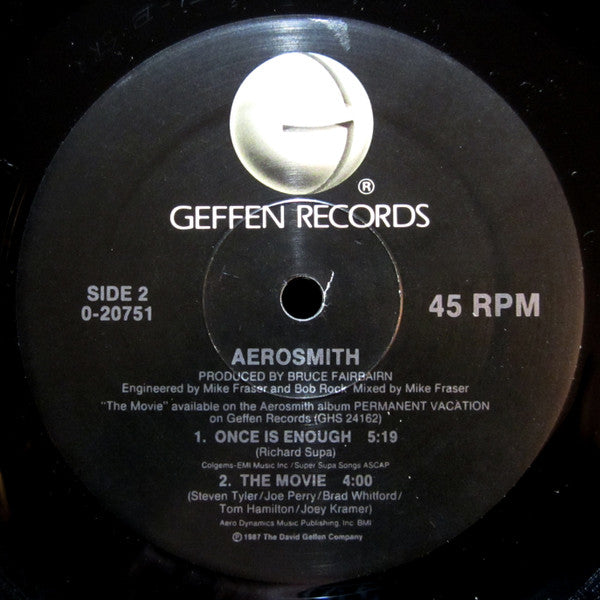 ®
GEFFEN RECORDS
SIDE 2
0-20751
45 RPM
AEROSMITH
PRODUCED BY BRUCE FAIRBAIRN
Engineered by Mike Fraser and Bob Rock Mixed by Mike Fraser
"The Movie" available on the Aerosmith album PERMANENT VACATION
on Geffen Records (GHS 24162)
1. ONCE IS ENOUGH 5:19
(Richard Supa)
Colgems-EMI Music Inc/Super Supa Songs ASCAP
2. THE MOVIE 4:00
(Steven Tyler/Joe Perry/Brad Whitford/
Tom Hamilton/Joey Kramer)
Aero Dynamics Music Publishing, Inc BMI
℗1987 The David Geffen Company